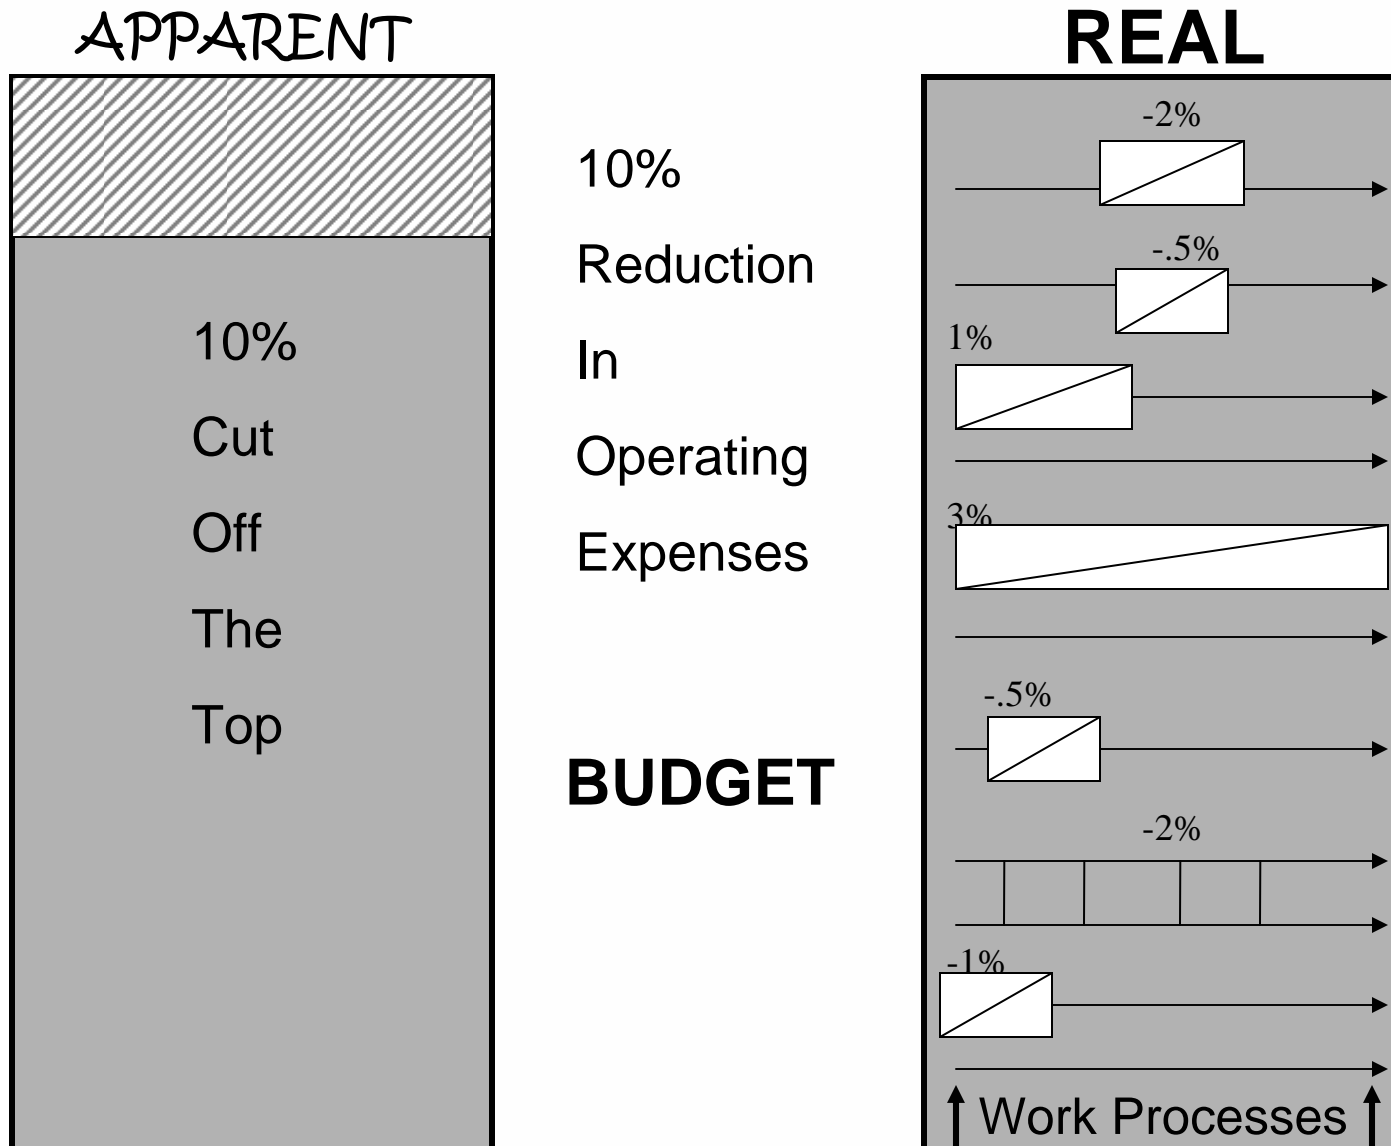 APPARENT
10%
Cut
Off
The
Top
10%
Reduction
In
Operating
Expenses
BUDGET
REAL
-2%
-.5%
1%
3%
-.5%
-2%
-1%
Work Processes